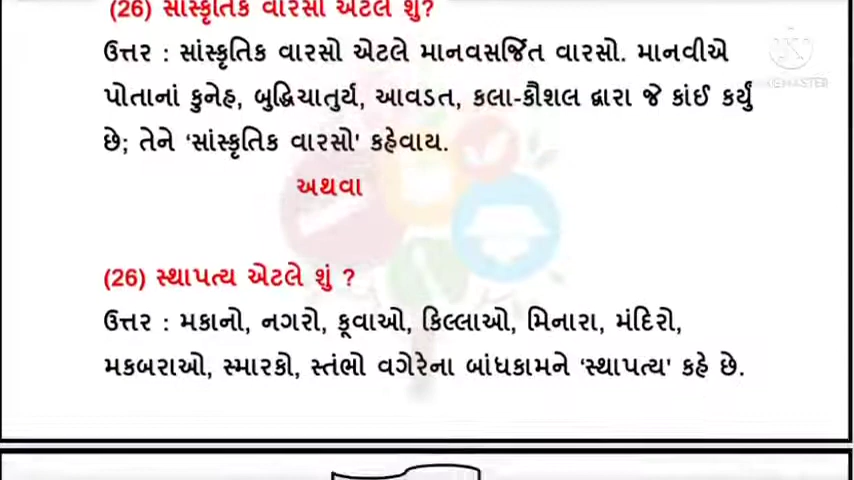 (26) સાંસ્કૃતિક વારસો એટલે શું?
ઉત્તર : સાંસ્કૃતિક વારસો એટલે માનવસર્જિત વારસો. માનવીએ
પોતાનાં કુનેહ, બુદ્ધિચાતુર્ય, આવડત, કલા-કૌશલ દ્વારા જે કાંઈ કર્યું
છે; તેને ‘સાંસ્કૃતિક વારસો' કહેવાય.
અથવા
(26) સ્થાપત્ય એટલે શું ?
ઉત્તર : મકાનો, નગરો, કૂવાઓ, કિલ્લાઓ, મિનારા, મંદિરો,
મકબરાઓ, સ્મારકો, સ્તંભો વગેરેના બાંધકામને ‘સ્થાપત્ય' કહે છે.